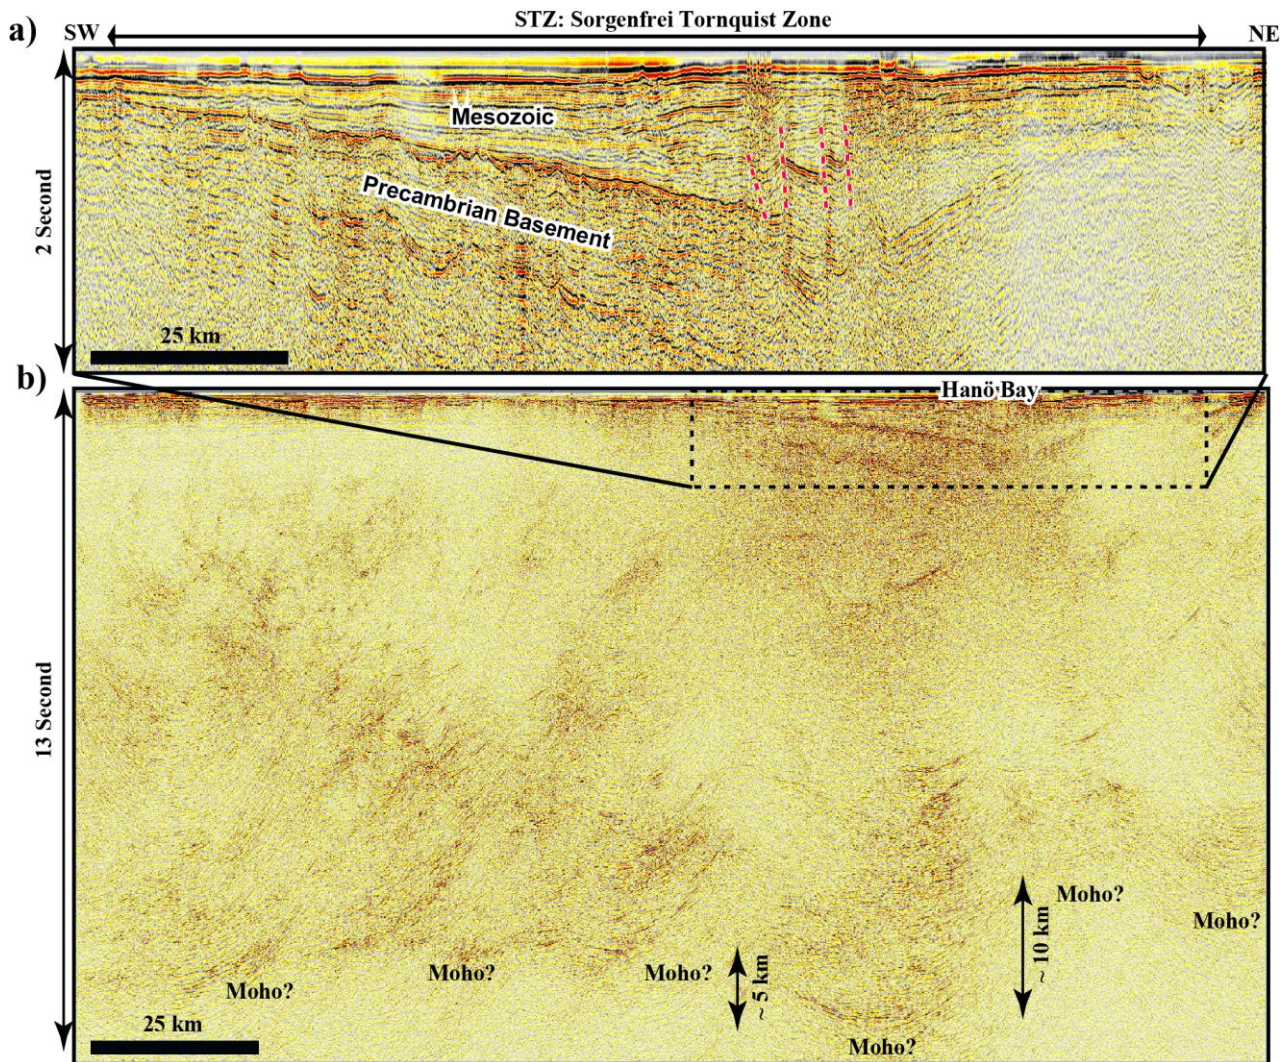 a)
SW
STZ: Sorgenfrei Tornquist Zone
NE
2 Second
Mesozoic
Precambrian Basement
25 km
b)
Hanö Bay
13 Second
Moho?
Moho?
Moho?
~ 5 km
Moho?
~ 10 km
Moho?
Moho?
25 km